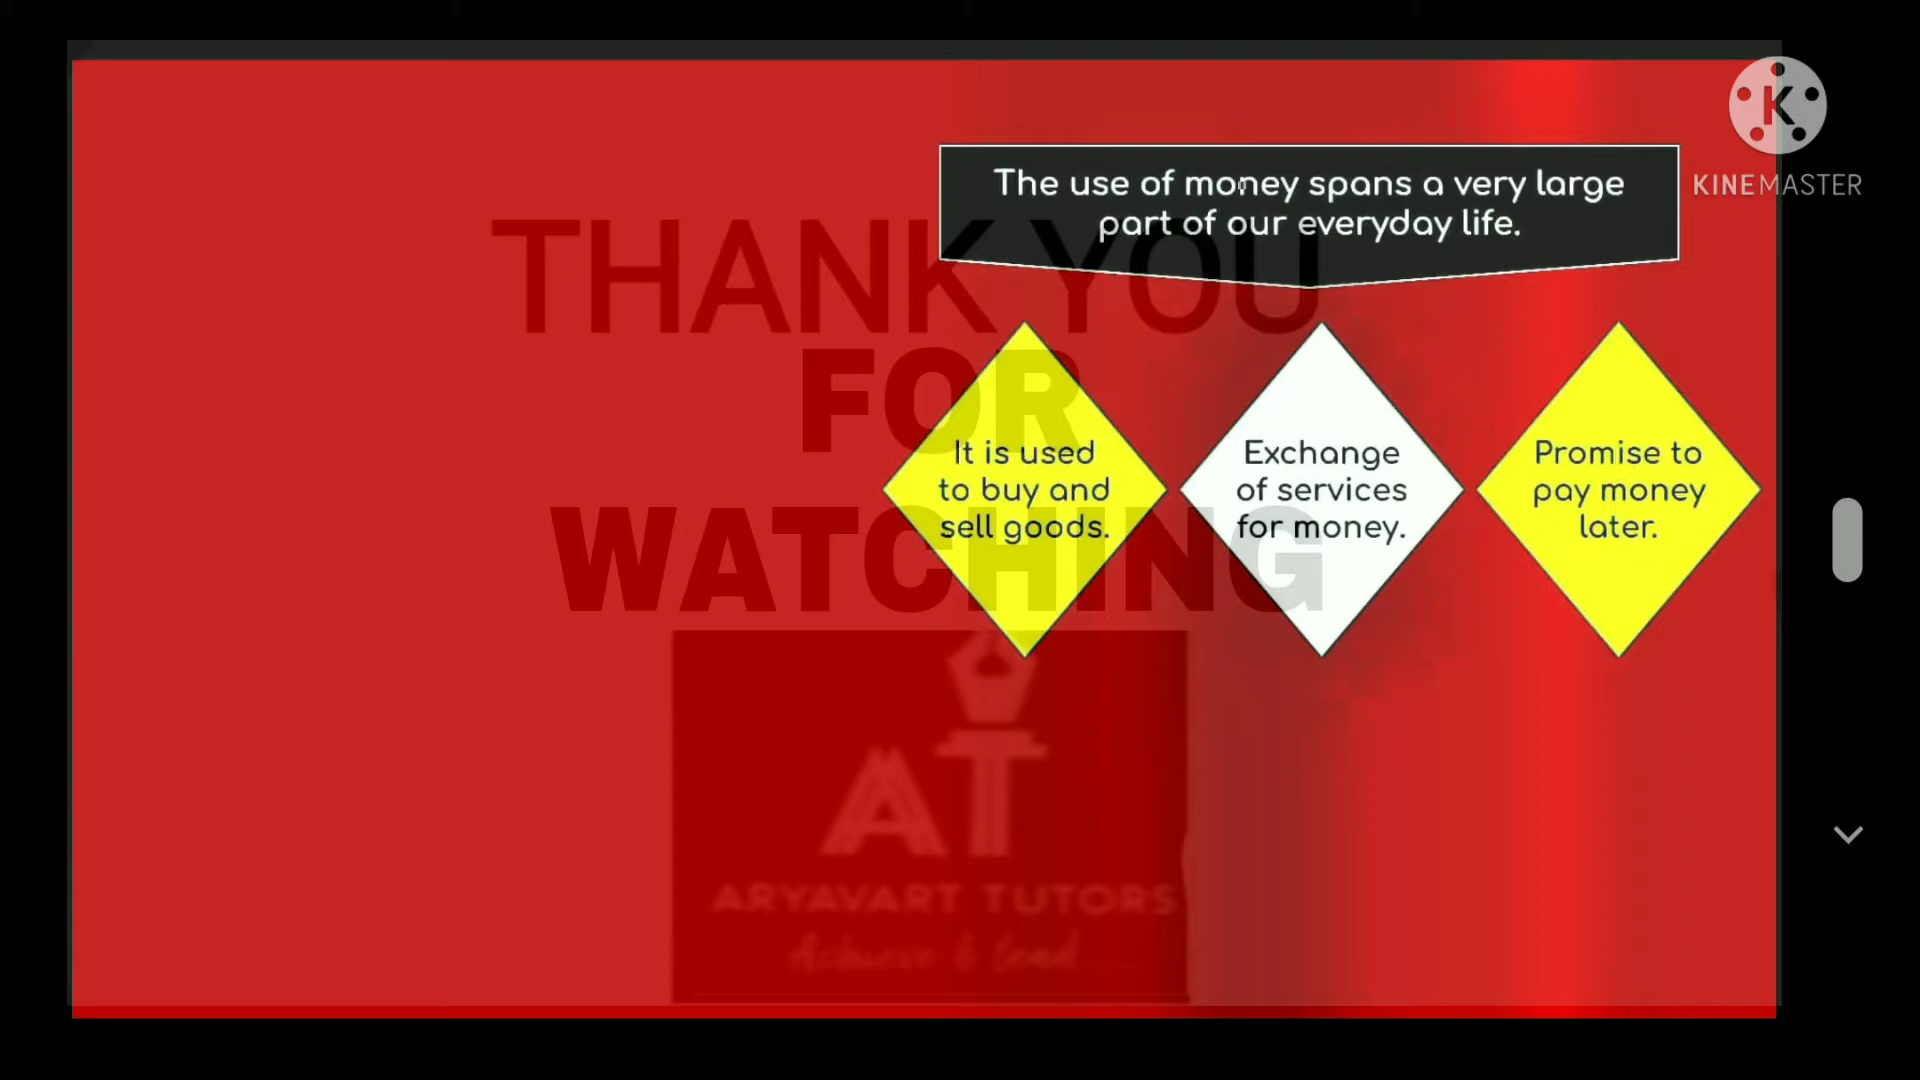 The use of money spans a very large
part of our everyday life.
THANK YOU
FOR
WATCHING
It is used
to buy and
sell goods.
Exchange
of services
for money.
Promise to
pay money
later.
AT
ARYAVART TUTORS
Achieve & lead
K
KINEMASTER